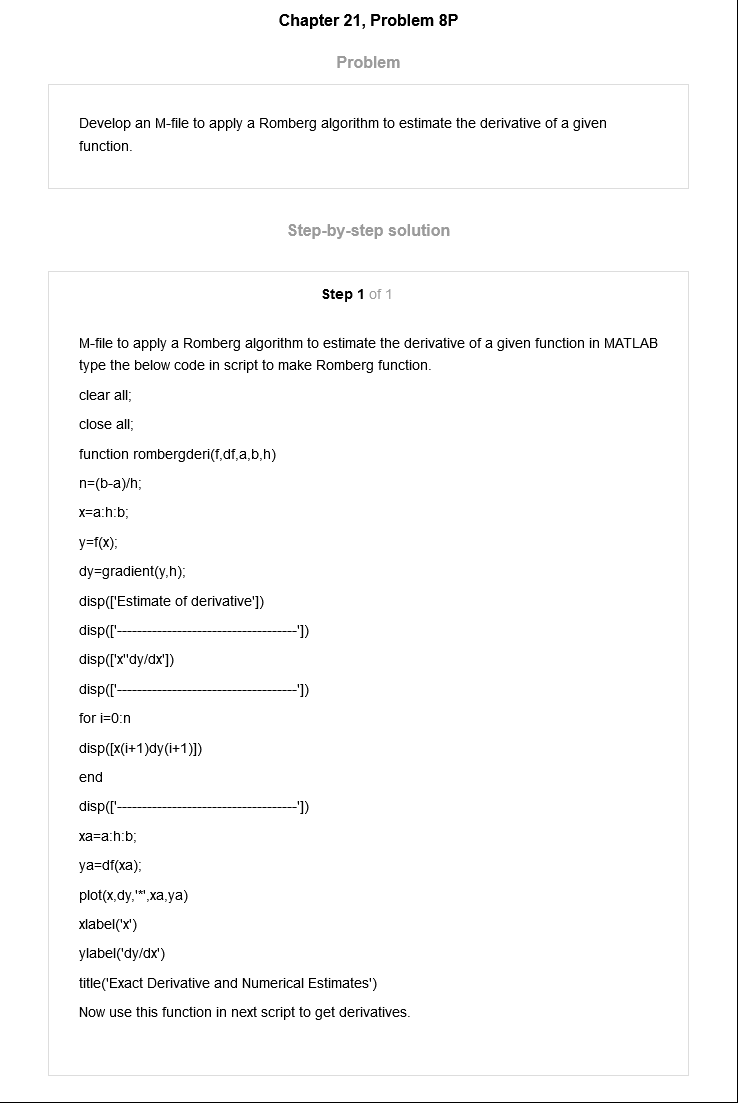 Chapter 21, Problem 8P
Problem
Develop an M-file to apply a Romberg algorithm to estimate the derivative of a given
function.
Step-by-step solution
Step 1 of 1
M-file to apply a Romberg algorithm to estimate the derivative of a given function in MATLAB
type the below code in script to make Romberg function.
clear all;
close all;
function rombergderi(f,df,a,b,h)
n=(b-a)/h;
x=a:h:b;
y=f(x);
dy=gradient(y,h);
disp(['Estimate of derivative'])
disp(['------------------------------------'])
disp(['x''dy/dx'])
disp(['------------------------------------'])
for i=0:n
disp([x(i+1)dy(i+1)])
end
disp(['------------------------------------'])
xa=a:h:b;
ya=df(xa);
plot(x,dy,'*',xa,ya)
xlabel('x')
ylabel('dy/dx')
title('Exact Derivative and Numerical Estimates')
Now use this function in next script to get derivatives.